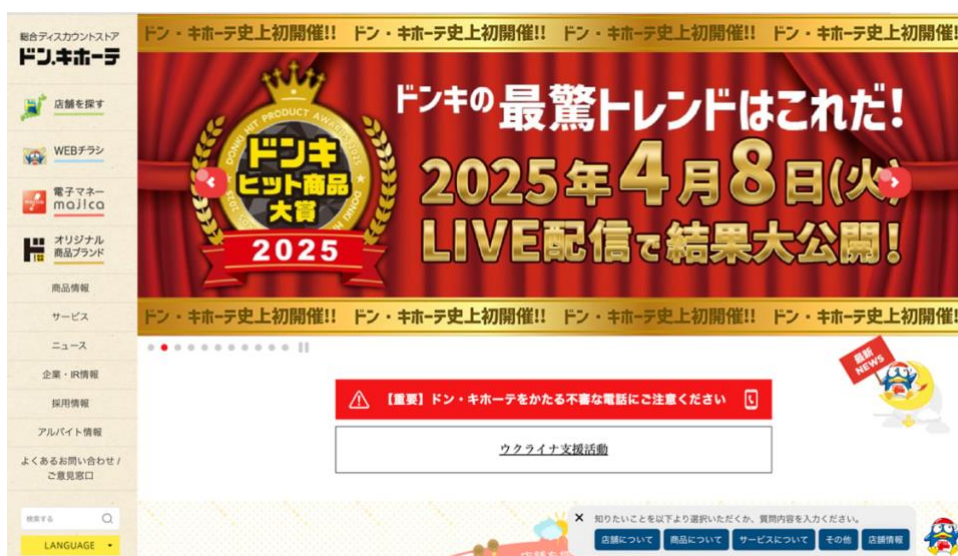 総合ディスカウントストア
ドン.キホーテ
店舗を探す
WEBチラシ
電子マネー
majica
オリジナル
商品ブランド
商品情報
サービス
ニュース
企業・IR情報
採用情報
アルバイト情報
よくあるお問い合わせ /
ご意見窓口
検索する
LANGUAGE
ドン・キホーテ史上初開催!! ドン・キホーテ史上初開催!! ドン・キホーテ史上初開催!! ドン・キホーテ史上初開催!
DONKI HIT PRODUCT AWARDS 2025
ドンキ
ヒット商品
大賞
2025
ドンキの最驚トレンドはこれだ!
2025年4月8日(火)
LIVE配信で結果大公開!
ドン・キホーテ史上初開催!! ドン・キホーテ史上初開催!! ドン・キホーテ史上初開催!! ドン・キホーテ史上初開催!
最新
NEWS
【重要】ドン・キホーテをかたる不審な電話にご注意ください
ウクライナ支援活動
知りたいことを以下より選択いただくか、質問内容を入力ください。
店舗について 商品について サービスについて その他 店舗情報